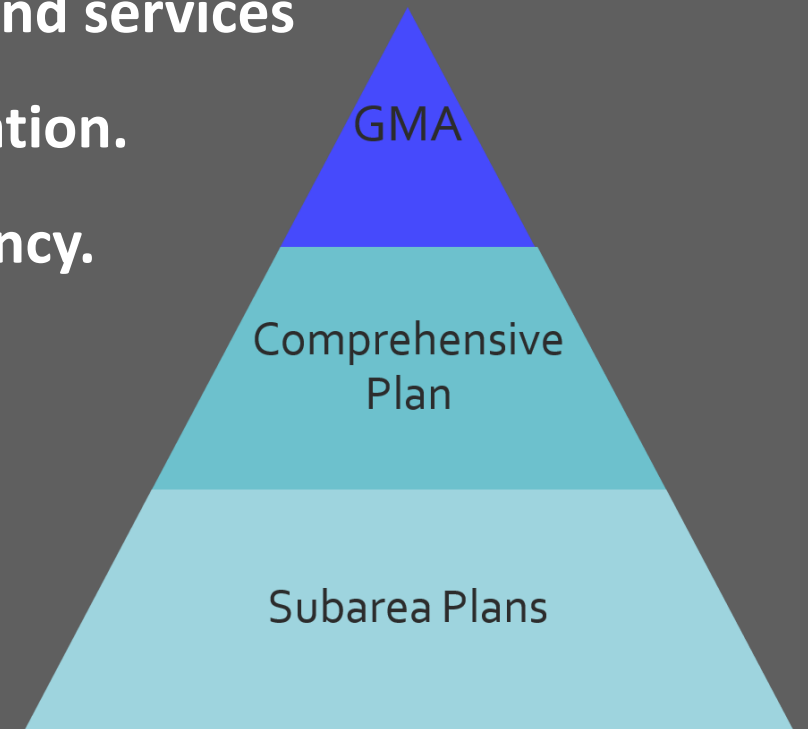 nd services
tion.
ncy.
GMA
Comprehensive
Plan
Subarea Plans